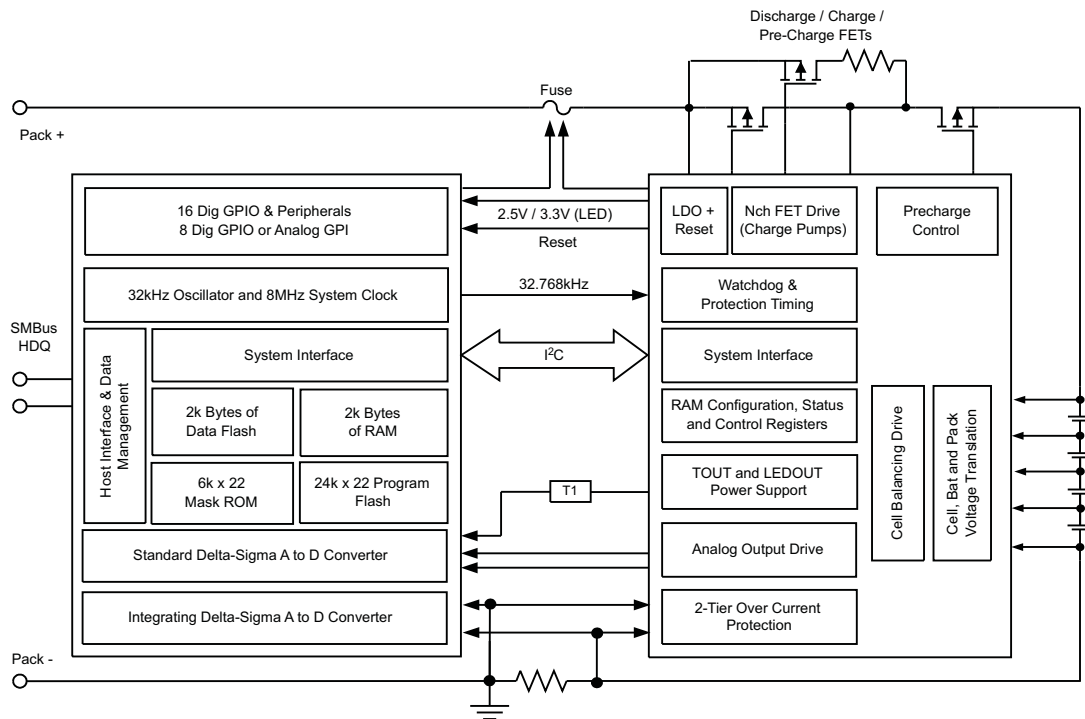 Discharge / Charge /
Pre-Charge FETs
Fuse
Pack +
16 Dig GPIO & Peripherals
8 Dig GPIO or Analog GPI
2.5V / 3.3V (LED)
Reset
LDO +
Reset
Nch FET Drive
(Charge Pumps)
Precharge
Control
32kHz Oscillator and 8MHz System Clock
32.768kHz
Watchdog &
Protection Timing
SMBus
HDQ
Host Interface & Data
Management
System Interface
I²C
System Interface
2k Bytes of
Data Flash
2k Bytes
of RAM
RAM Configuration, Status
and Control Registers
Cell Balancing Drive
Cell, Bat and Pack
Voltage Translation
6k x 22
Mask ROM
24k x 22 Program
Flash
T1
TOUT and LEDOUT
Power Support
Standard Delta-Sigma A to D Converter
Analog Output Drive
Integrating Delta-Sigma A to D Converter
2-Tier Over Current
Protection
Pack -